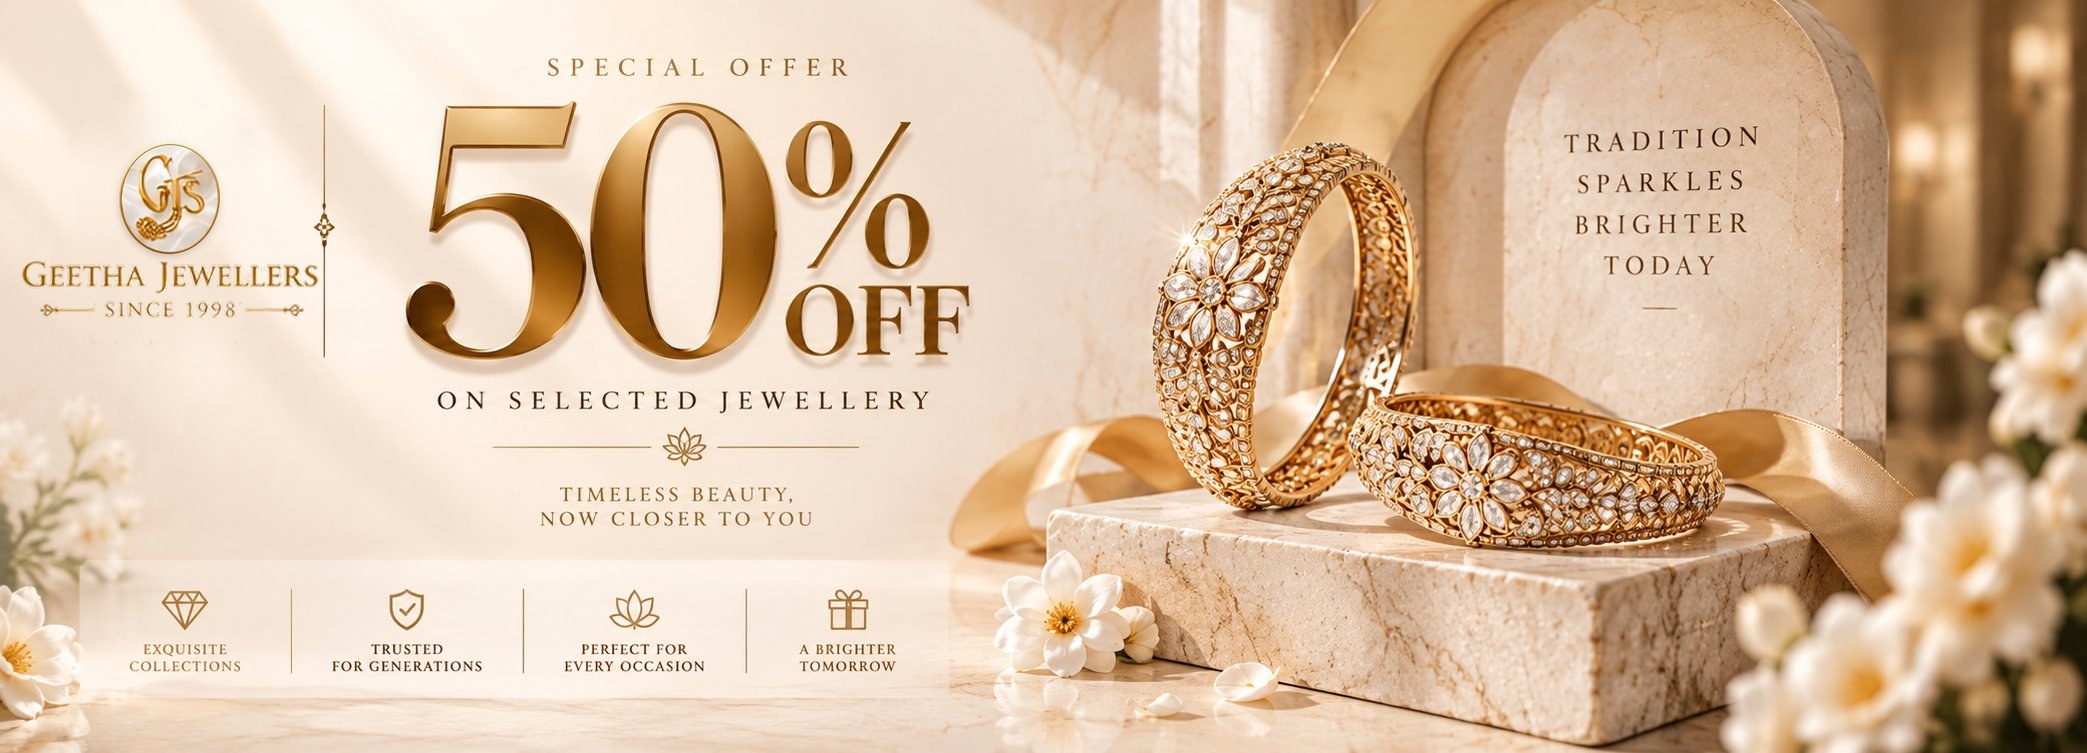 GJS
GEETHA JEWELLERS
SINCE 1998
SPECIAL OFFER
50%
OFF
ON SELECTED JEWELLERY
TIMELESS BEAUTY,
NOW CLOSER TO YOU
EXQUISITE
COLLECTIONS
TRUSTED
FOR GENERATIONS
PERFECT FOR
EVERY OCCASION
A BRIGHTER
TOMORROW
TRADITION
SPARKLES
BRIGHTER
TODAY